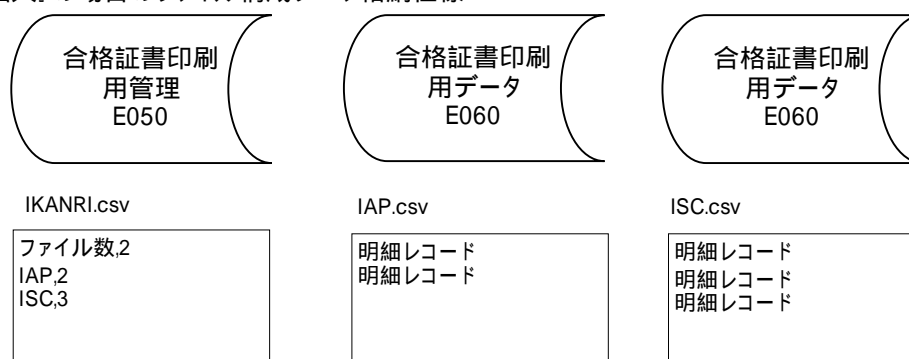 合格証書印刷
用管理
E050
合格証書印刷
用データ
E060
合格証書印刷
用データ
E060
IKANRI.csv
IAP.csv
ISC.csv
ファイル数,2
IAP,2
ISC,3
明細レコード
明細レコード
明細レコード
明細レコード
明細レコード